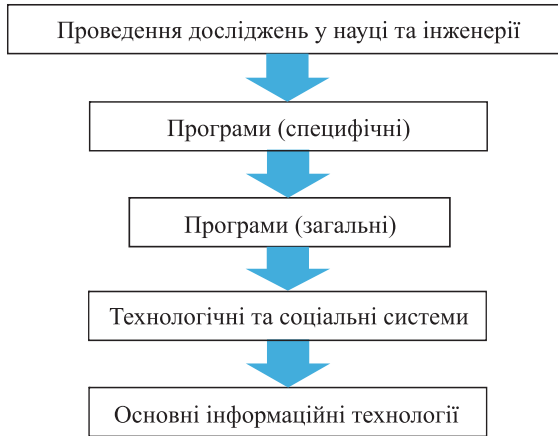 Проведення досліджень у науці та інженерії
Програми (специфічні)
Програми (загальні)
Технологічні та соціальні системи
Основні інформаційні технології